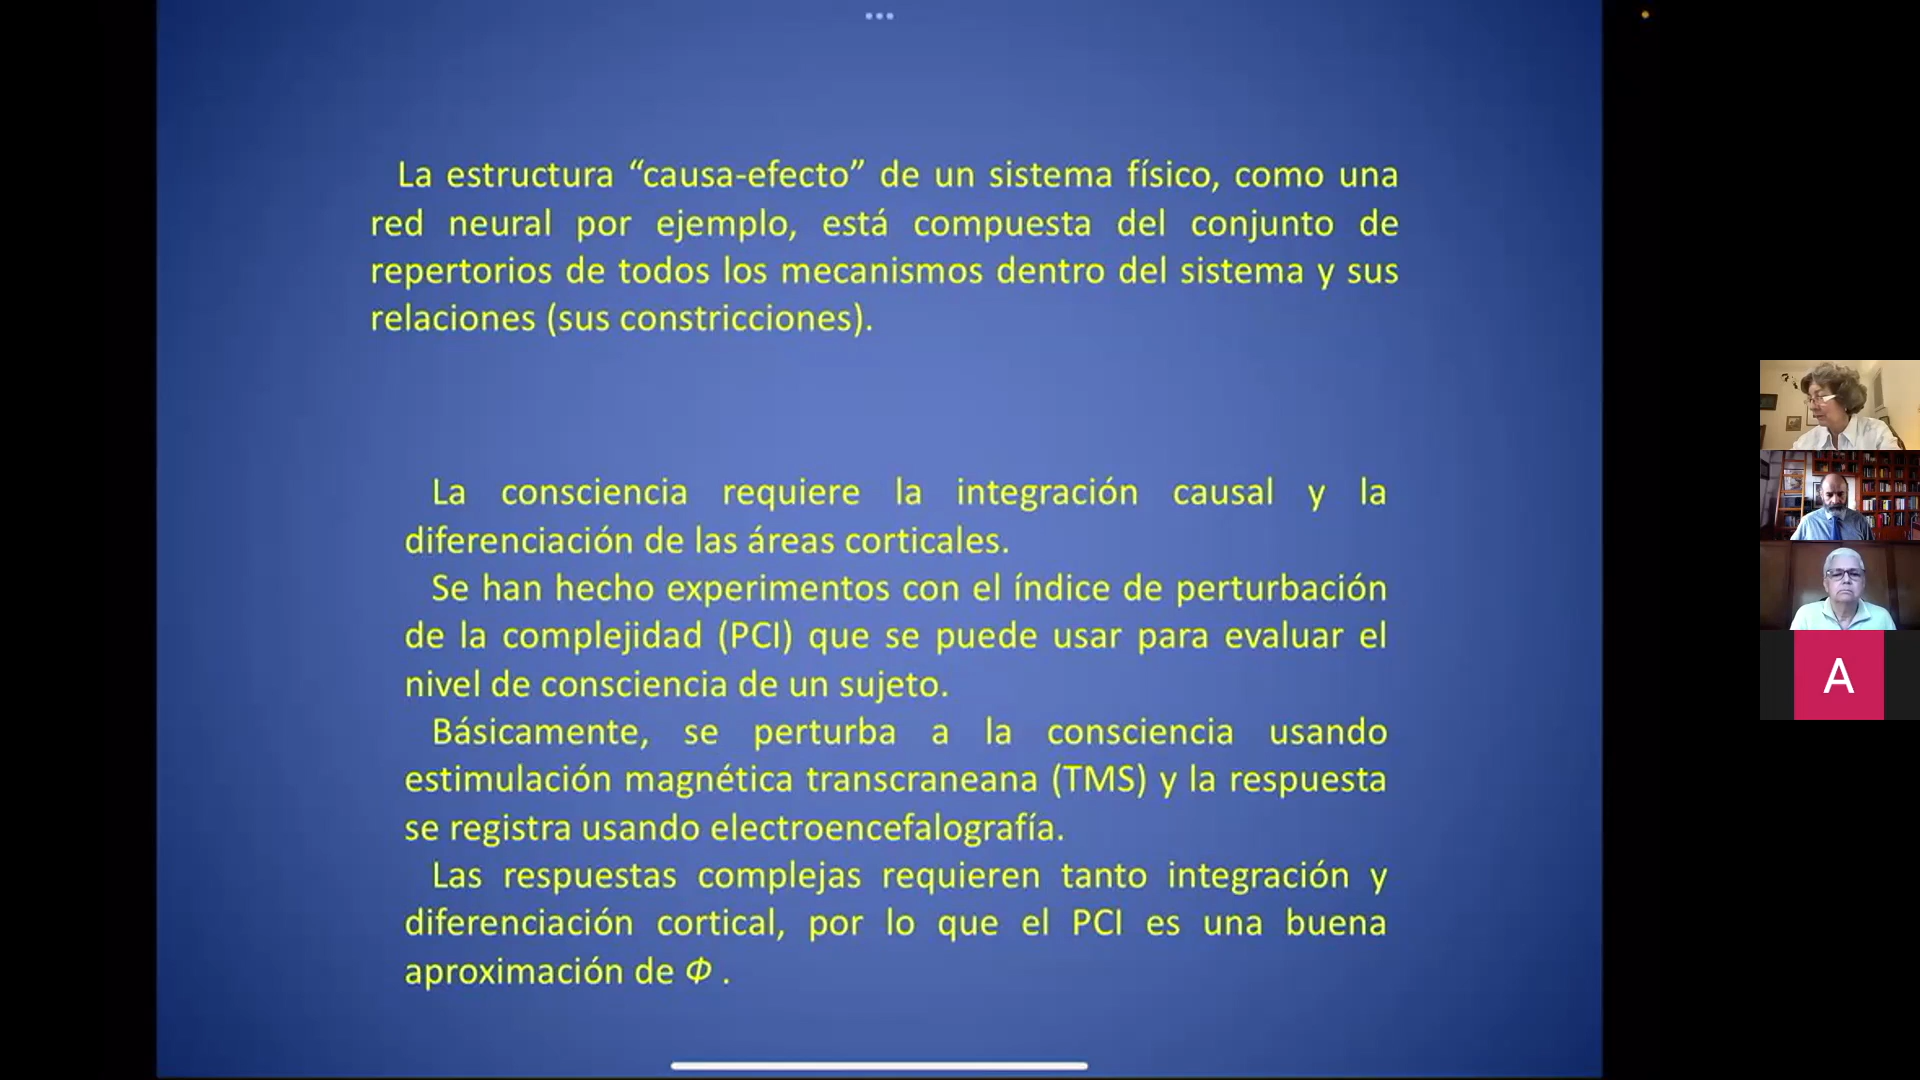 La estructura “causa-efecto” de un sistema físico, como una
red neural por ejemplo, está compuesta del conjunto de
repertorios de todos los mecanismos dentro del sistema y sus
relaciones (sus constricciones).
La consciencia requiere la integración causal y la
diferenciación de las áreas corticales.
Se han hecho experimentos con el índice de perturbación
de la complejidad (PCI) que se puede usar para evaluar el
nivel de consciencia de un sujeto.
Básicamente, se perturba a la consciencia usando
estimulación magnética transcraneana (TMS) y la respuesta
se registra usando electroencefalografía.
Las respuestas complejas requieren tanto integración y
diferenciación cortical, por lo que el PCI es una buena
aproximación de Φ .
A